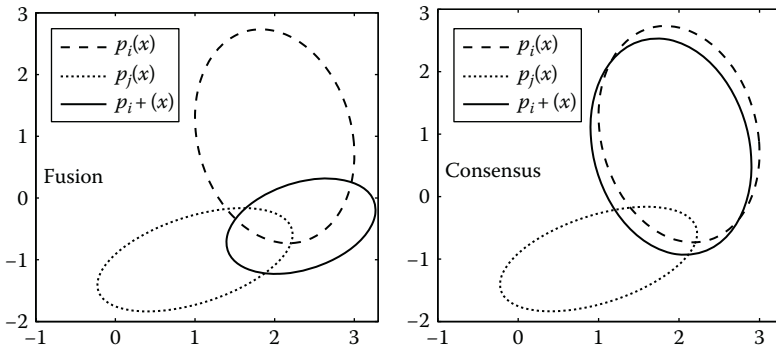 3
2
1
0
−1
−2
−1
0
1
2
3
p_i(x)
p_j(x)
p_i+(x)
Fusion
3
2
1
0
−1
−2
−1
0
1
2
3
p_i(x)
p_j(x)
p_i+(x)
Consensus